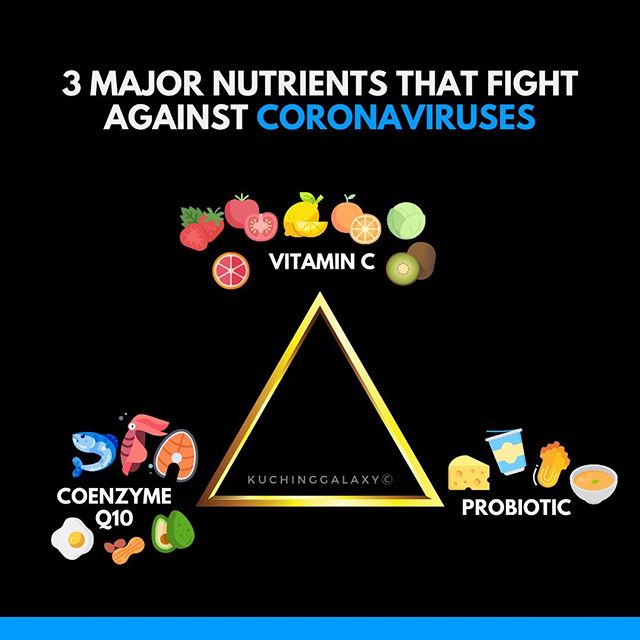 3 MAJOR NUTRIENTS THAT FIGHT
AGAINST CORONAVIRUSES
VITAMIN C
KUCHINGGALAXY©
COENZYME
Q10
PROBIOTIC